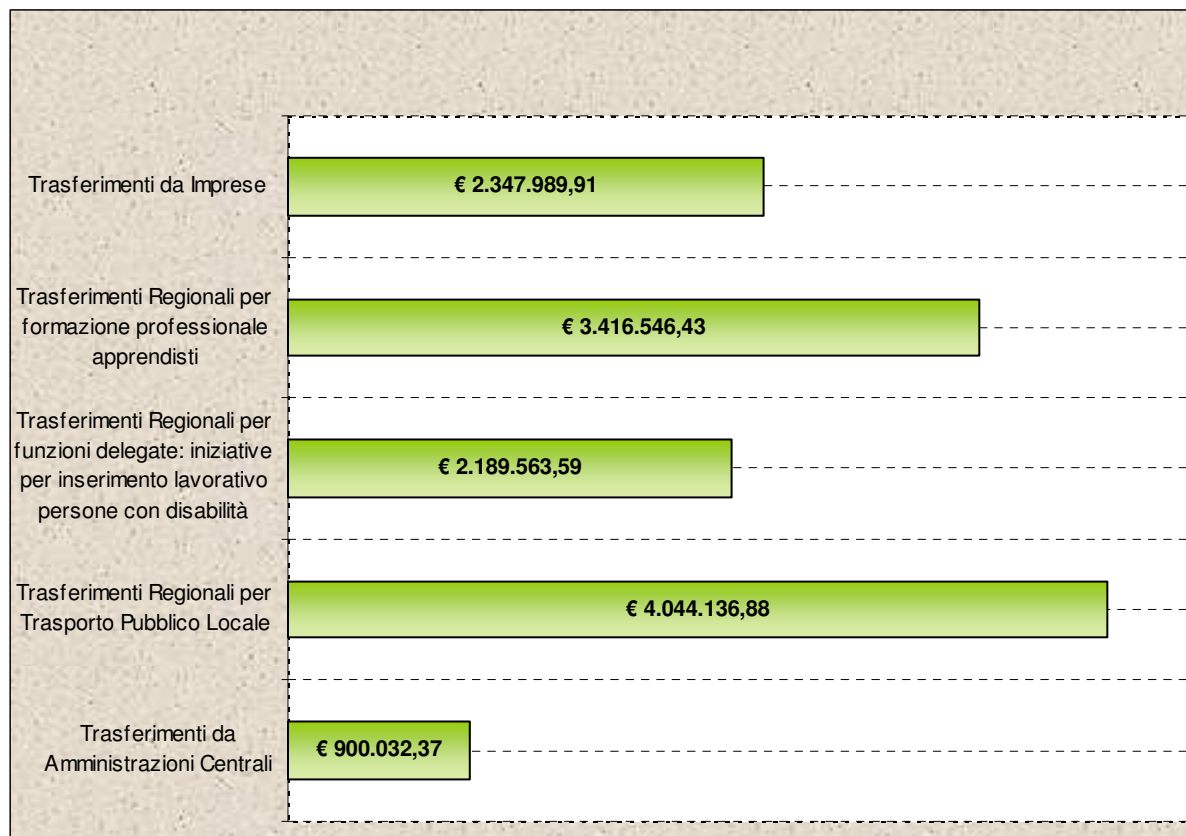 Trasferimenti da Imprese
€ 2.347.989,91
Trasferimenti Regionali per
formazione professionale
apprendisti
€ 3.416.546,43
Trasferimenti Regionali per
funzioni delegate: iniziative
per inserimento lavorativo
persone con disabilità
€ 2.189.563,59
Trasferimenti Regionali per
Trasporto Pubblico Locale
€ 4.044.136,88
Trasferimenti da
Amministrazioni Centrali
€ 900.032,37